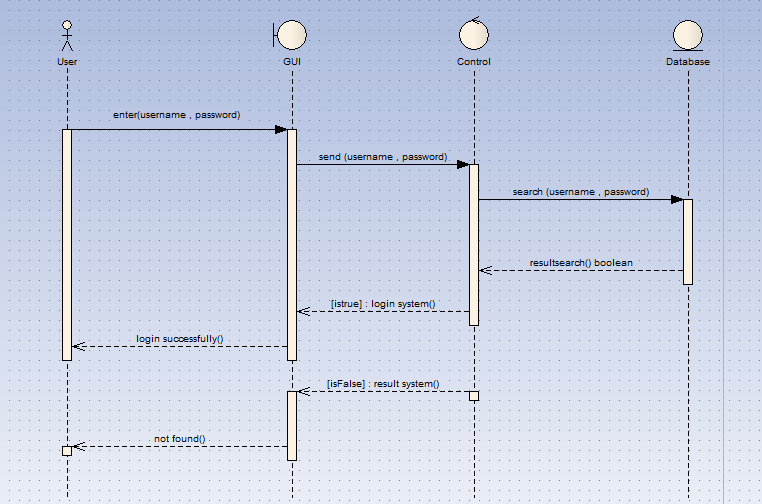 User
GUI
Control
Database
enter(username , password)
send (username , password)
search (username , password)
resultsearch() boolean
[istrue] : login system()
login successfully()
[isFalse] : result system()
not found()